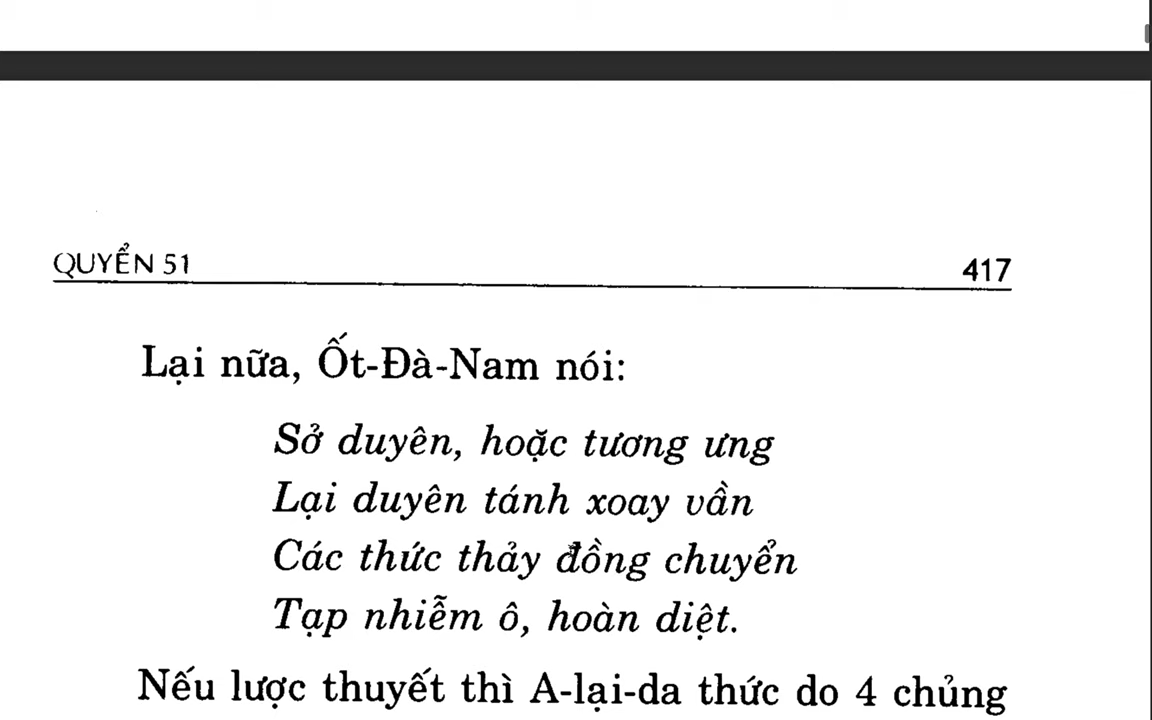 QUYỂN 51 417
Lại nữa, Ốt-Đà-Nam nói:
Sở duyên, hoặc tương ưng
Lại duyên tánh xoay vần
Các thức thảy đồng chuyển
Tạp nhiễm ô, hoàn diệt.
Nếu lược thuyết thì A-lại-da thức do 4 chủng